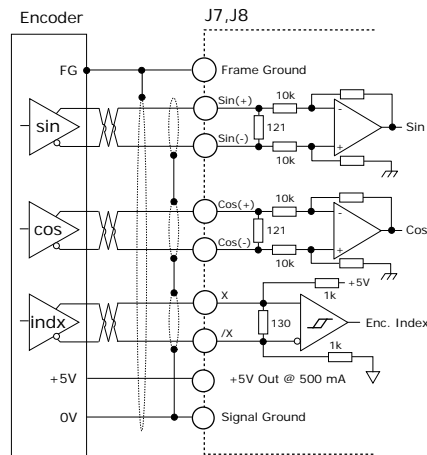 Encoder
J7,J8
FG
Frame Ground
sin
Sin(+)
10k
121
-
+
Sin
Sin(-)
10k
cos
Cos(+)
10k
121
-
+
Cos
Cos(-)
10k
indx
X
+5V
1k
130
Enc. Index
/X
1k
+5V
+5V Out @ 500 mA
0V
Signal Ground